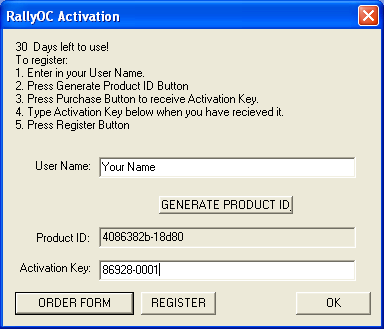 RallyOC Activation
30 Days left to use!
To register:
1. Enter in your User Name.
2. Press Generate Product ID Button
3. Press Purchase Button to receive Activation Key.
4. Type Activation Key below when you have recieved it.
5. Press Register Button
User Name: Your Name
GENERATE PRODUCT ID.
Product ID: 4086382b-18d80
Activation Key: 86928-0001
ORDER FORM REGISTER OK